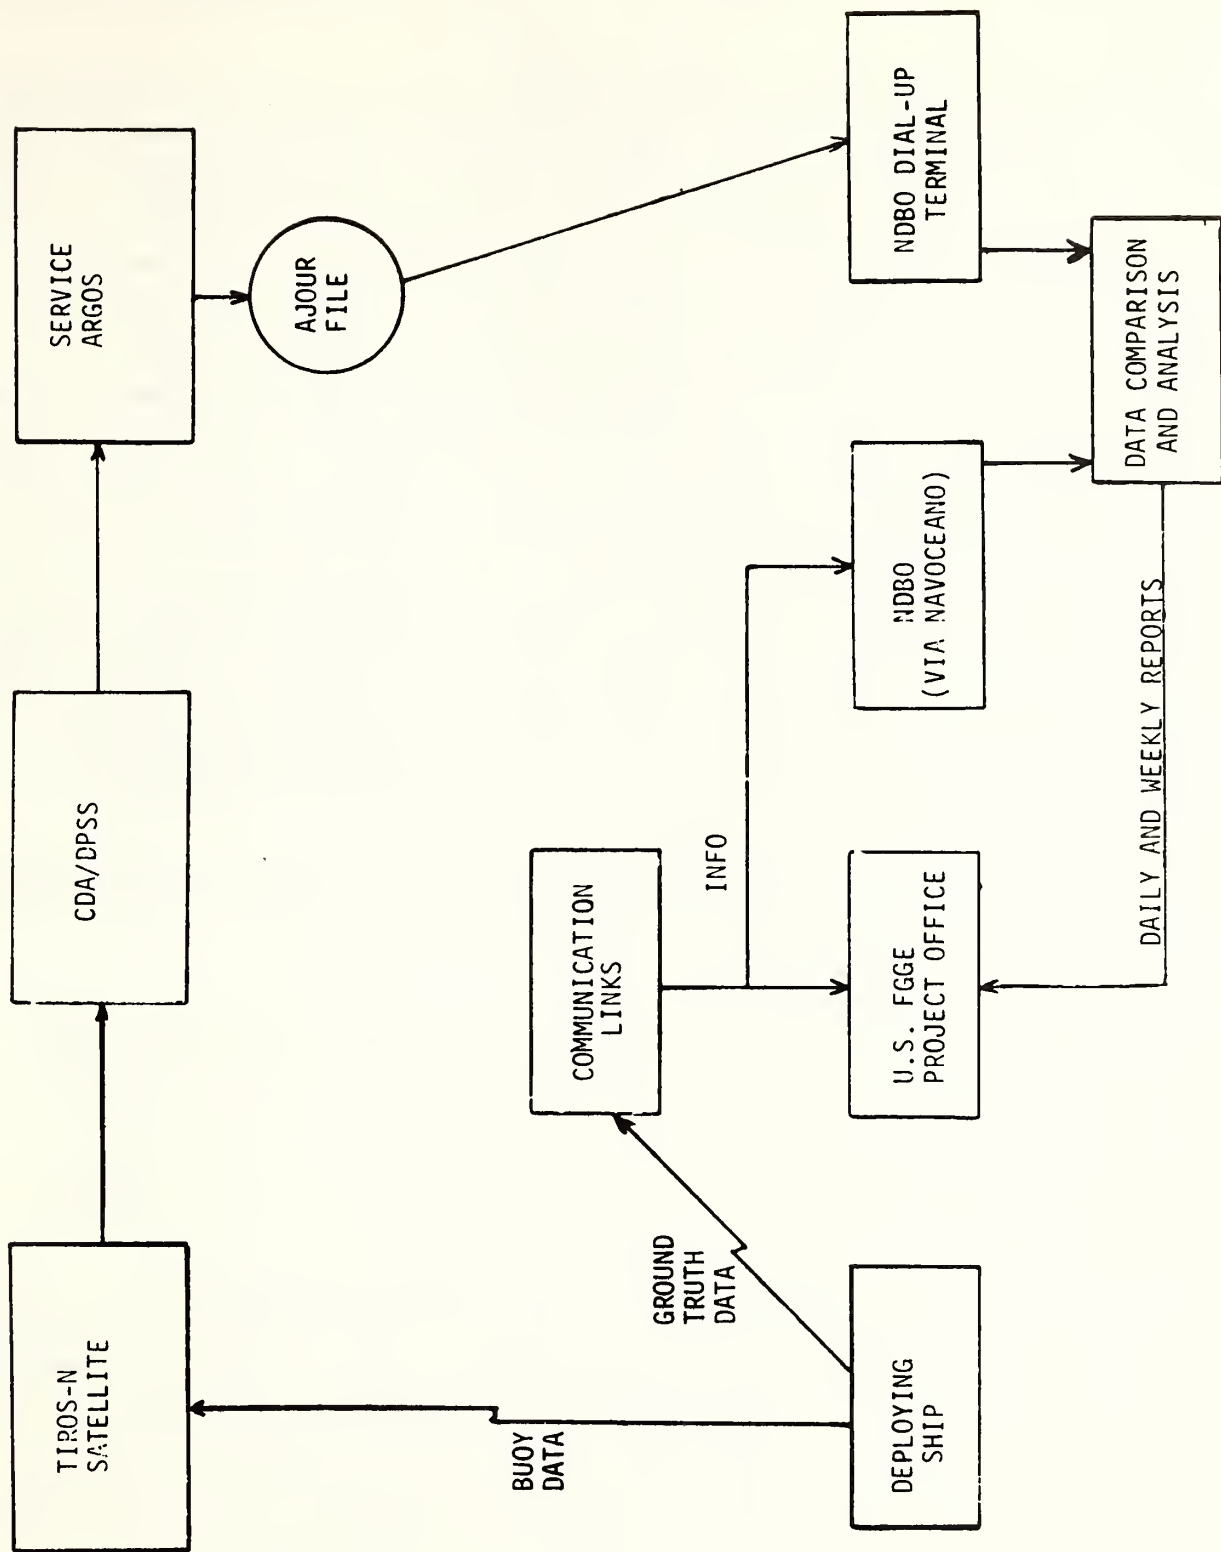 TIROS-N
SATELLITE
CDA/DPSS
SERVICE
ARGOS
AJOUR
FILE
BUOY
DATA
GROUND
TRUTH
DATA
COMMUNICATION
LINKS
INFO
DEPLOYING
SHIP
U.S. FGGE
PROJECT OFFICE
NDBO
(VIA NAVOCEANO)
NDBO DIAL-UP
TERMINAL
DAILY AND WEEKLY REPORTS
DATA COMPARISON
AND ANALYSIS